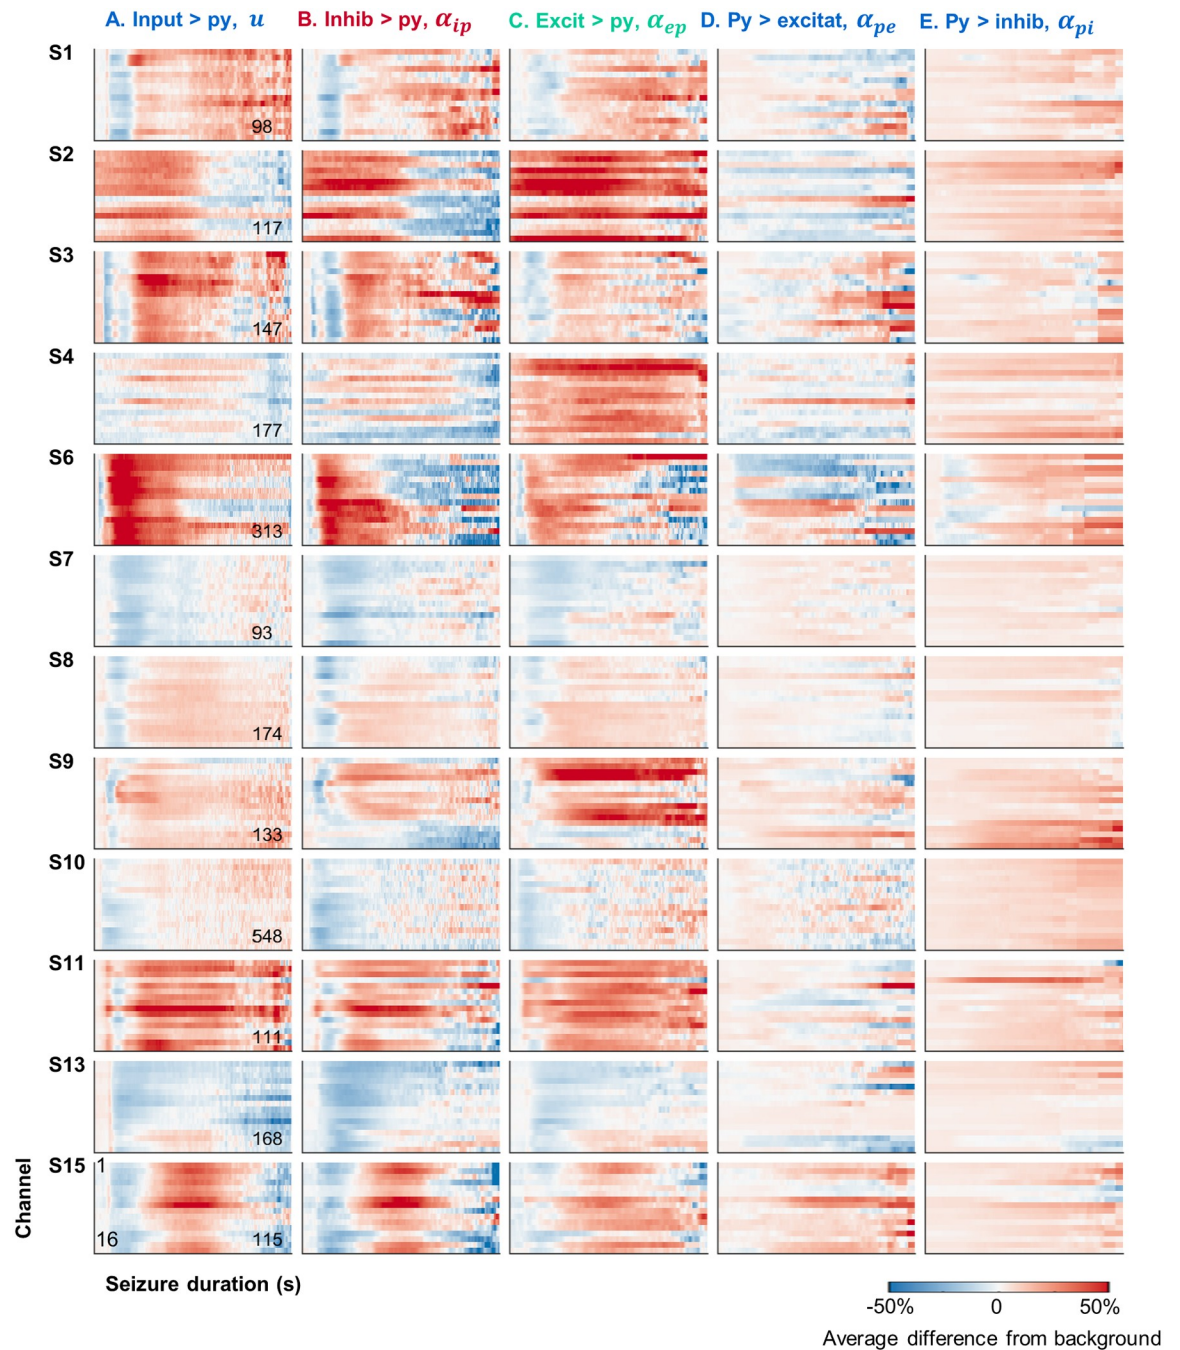 A. Input > py, u
B. Inhib > py, αip
C. Excit > py, αep
D. Py > excitat, αpe
E. Py > inhib, αpi
S1
98
S2
117
S3
147
S4
177
S6
313
S7
93
S8
174
S9
133
S10
548
S11
111
S13
168
S15
1
16
115
Channel
Seizure duration (s)
-50%
0
50%
Average difference from background